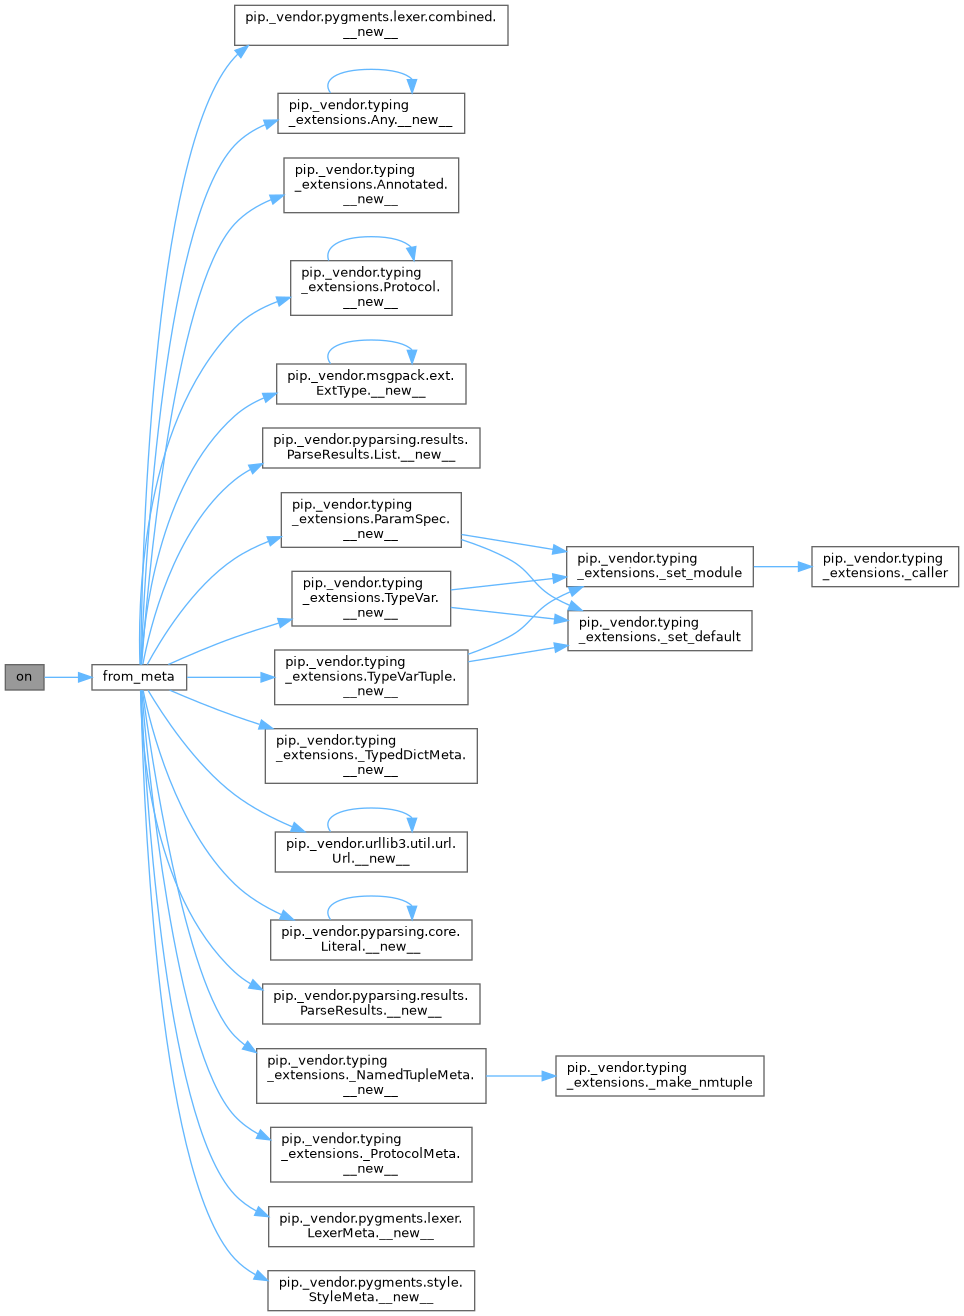 pip._vendor.pygments.lexer.combined.
__new__
pip._vendor.typing
_extensions.Any.__new__
pip._vendor.typing
_extensions.Annotated.
__new__
pip._vendor.typing
_extensions.Protocol.
__new__
pip._vendor.msgpack.ext.
ExtType.__new__
pip._vendor.pyparsing.results.
ParseResults.List.__new__
pip._vendor.typing
_extensions.ParamSpec.
__new__
pip._vendor.typing
_extensions._set_module
pip._vendor.typing
_extensions._caller
pip._vendor.typing
_extensions.TypeVar.
__new__
pip._vendor.typing
_extensions._set_default
on
from_meta
pip._vendor.typing
_extensions.TypeVarTuple.
__new__
pip._vendor.typing
_extensions._TypedDictMeta.
__new__
pip._vendor.urllib3.util.url.
Url.__new__
pip._vendor.pyparsing.core.
Literal.__new__
pip._vendor.pyparsing.results.
ParseResults.__new__
pip._vendor.typing
_extensions._NamedTupleMeta.
__new__
pip._vendor.typing
_extensions._make_nmtuple
pip._vendor.typing
_extensions._ProtocolMeta.
__new__
pip._vendor.pygments.lexer.
LexerMeta.__new__
pip._vendor.pygments.style.
StyleMeta.__new__